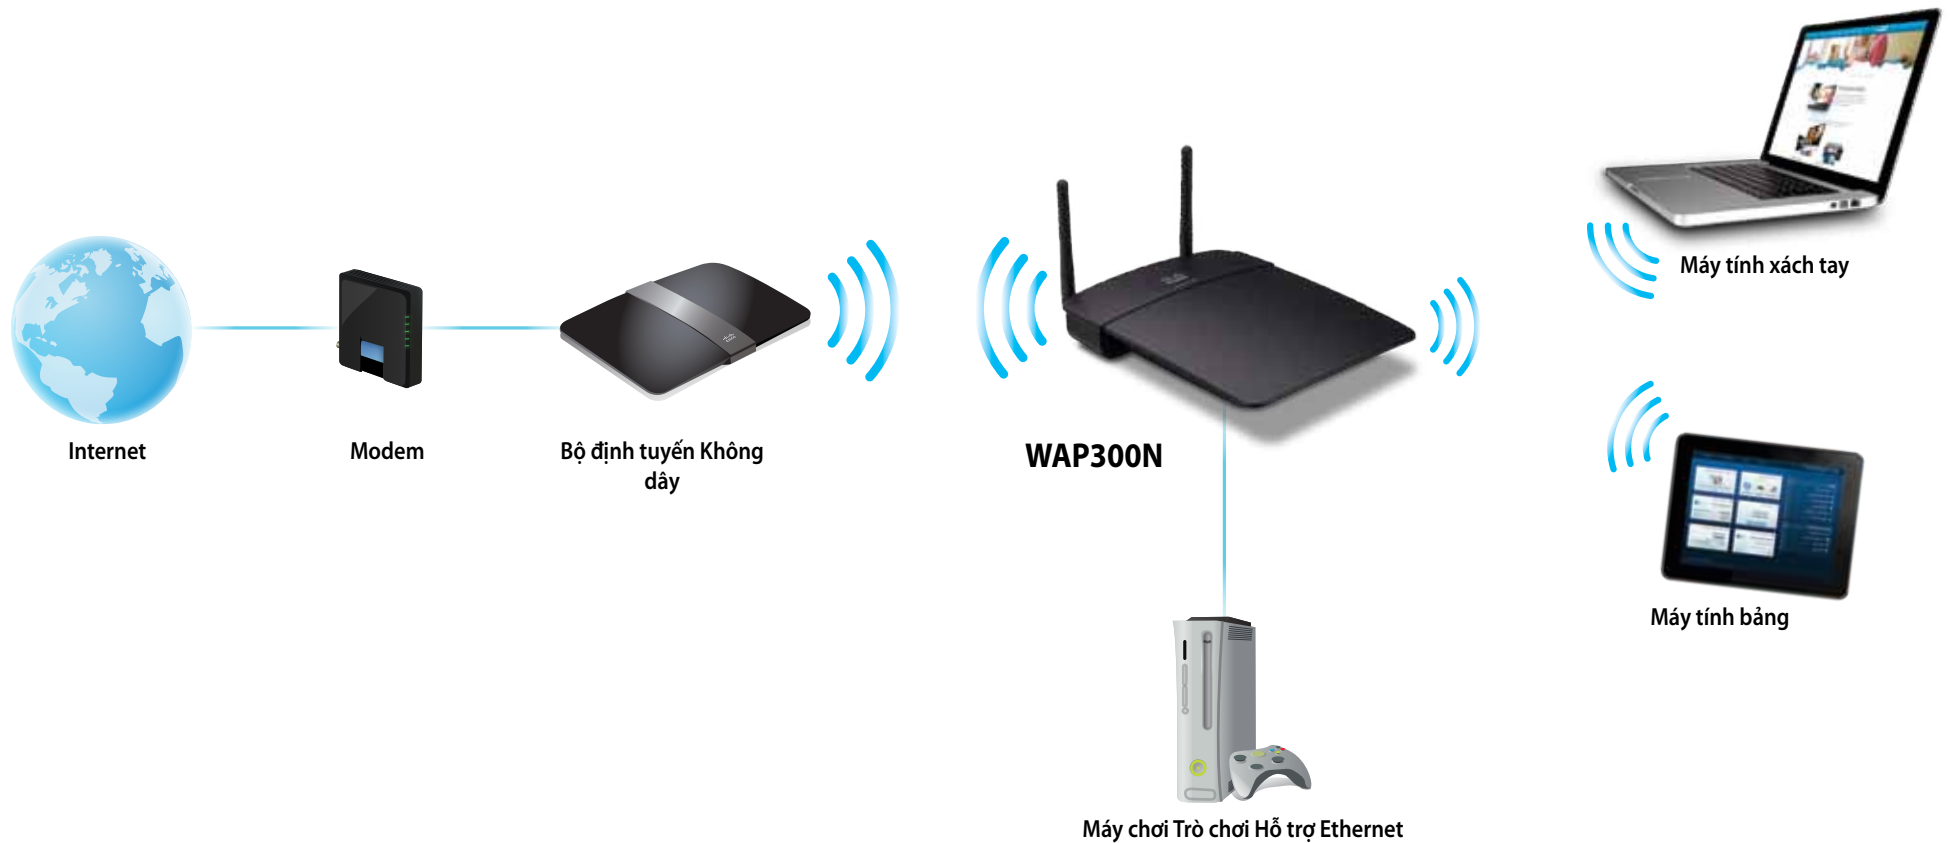 Internet
Modem
Bộ định tuyến Không
dây
WAP300N
Máy tính xách tay
Máy tính bảng
Máy chơi Trò chơi Hỗ trợ Ethernet